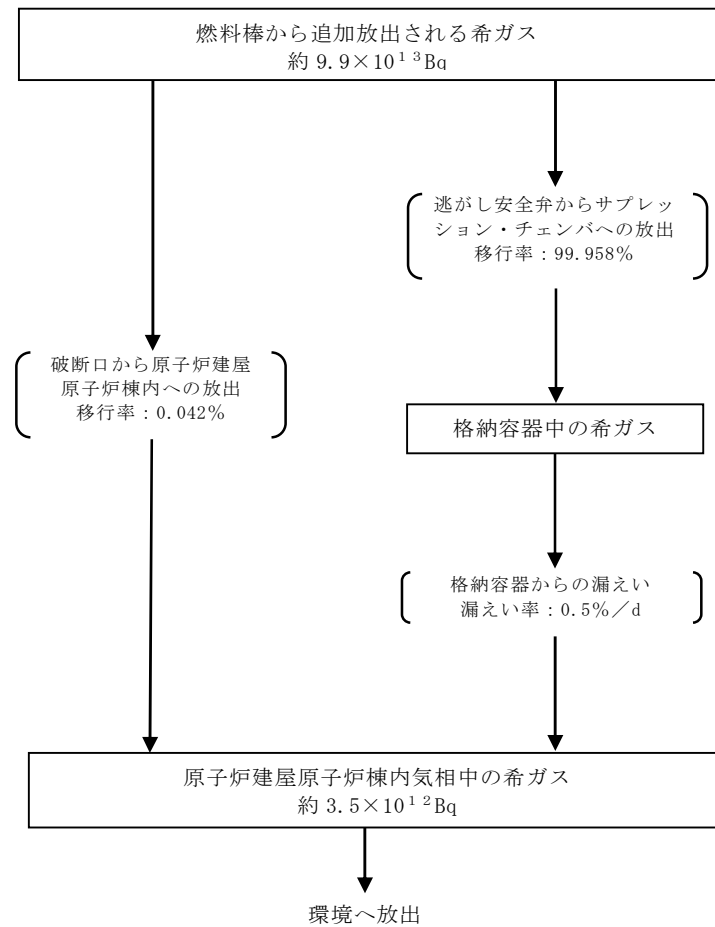 燃料棒から追加放出される希ガス
約 9.9×10¹³Bq
逃がし安全弁からサプレッ
ション・チェンバへの放出
移行率：99.958％
破断口から原子炉建屋
原子炉棟内への放出
移行率：0.042％
格納容器中の希ガス
格納容器からの漏えい
漏えい率：0.5％／d
原子炉建屋原子炉棟内気相中の希ガス
約 3.5×10¹²Bq
環境へ放出